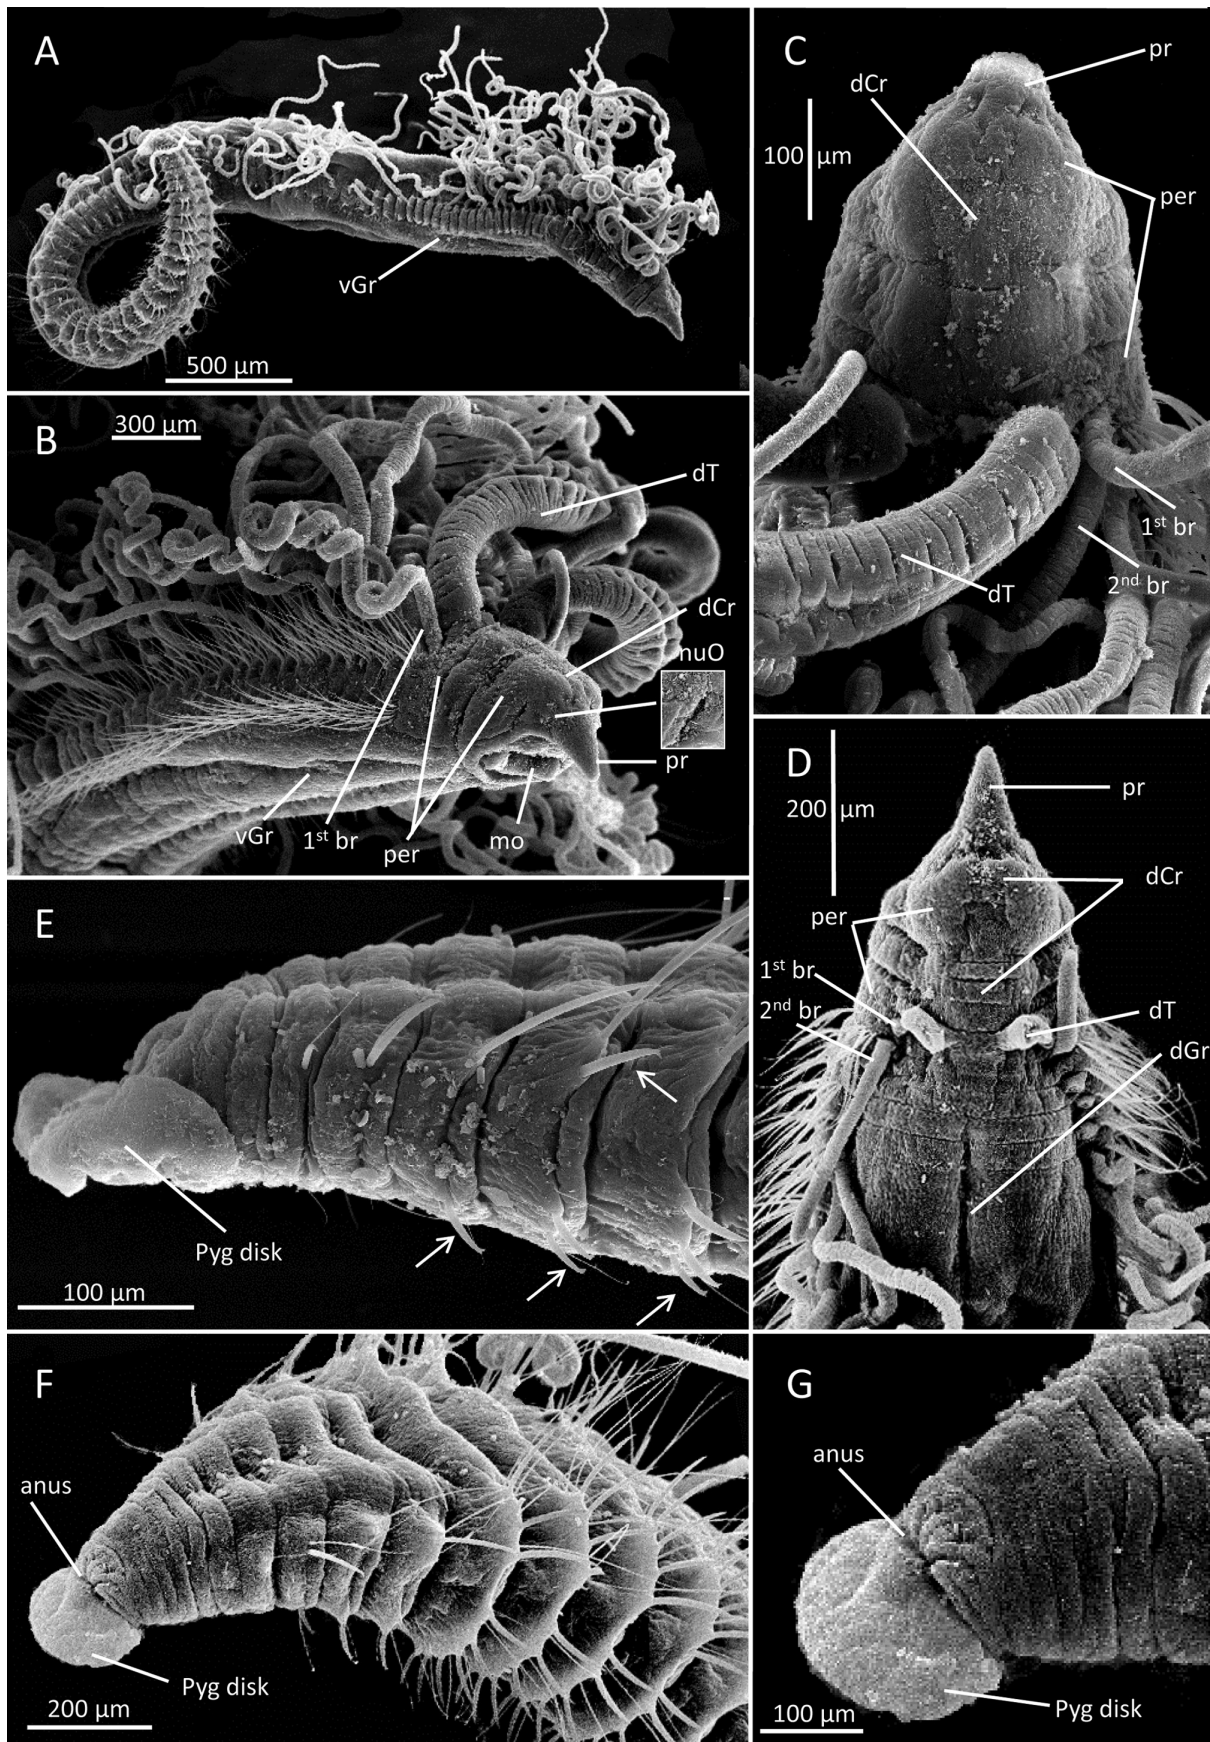 A
vGr
500 µm
B
300 µm
dT
dCr
nuO
pr
vGr
1st br
per
mo
C
pr
dCr
100 µm
per
1st br
2nd br
dT
D
200 µm
pr
dCr
per
1st br
2nd br
dT
dGr
E
Pyg disk
100 µm
F
anus
Pyg disk
200 µm
G
anus
Pyg disk
100 µm